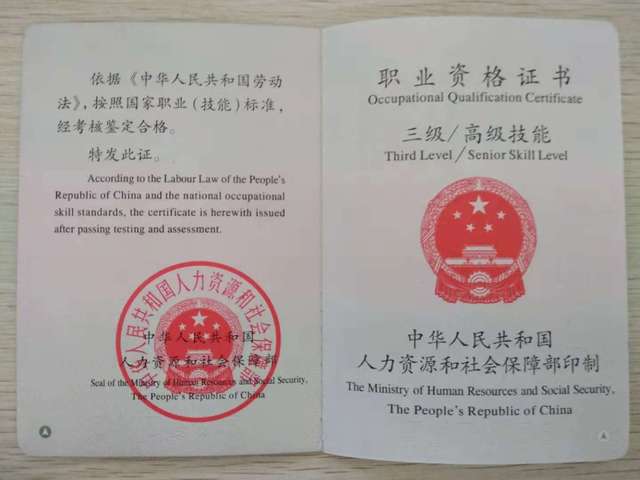 依据《中华人民共和国劳动
法》，按照国家职业（技能）标准，
经考核鉴定合格。
特发此证。
According to the Labour Law of the People's
Republic of China and the national occupational
skill standards, the certificate is herewith issued
after passing testing and assessment.
中华人民共和国人力资源和社会保障部
中华人民共和国
人力资源和社会保障部
Seal of the Ministry of Human Resources and Social Security,
The People's Republic of China
职业资格证书
Occupational Qualification Certificate
三级/高级技能
Third Level/Senior Skill Level
中华人民共和国
人力资源和社会保障部印制
The Ministry of Human Resources and Social Security,
The People's Republic of China